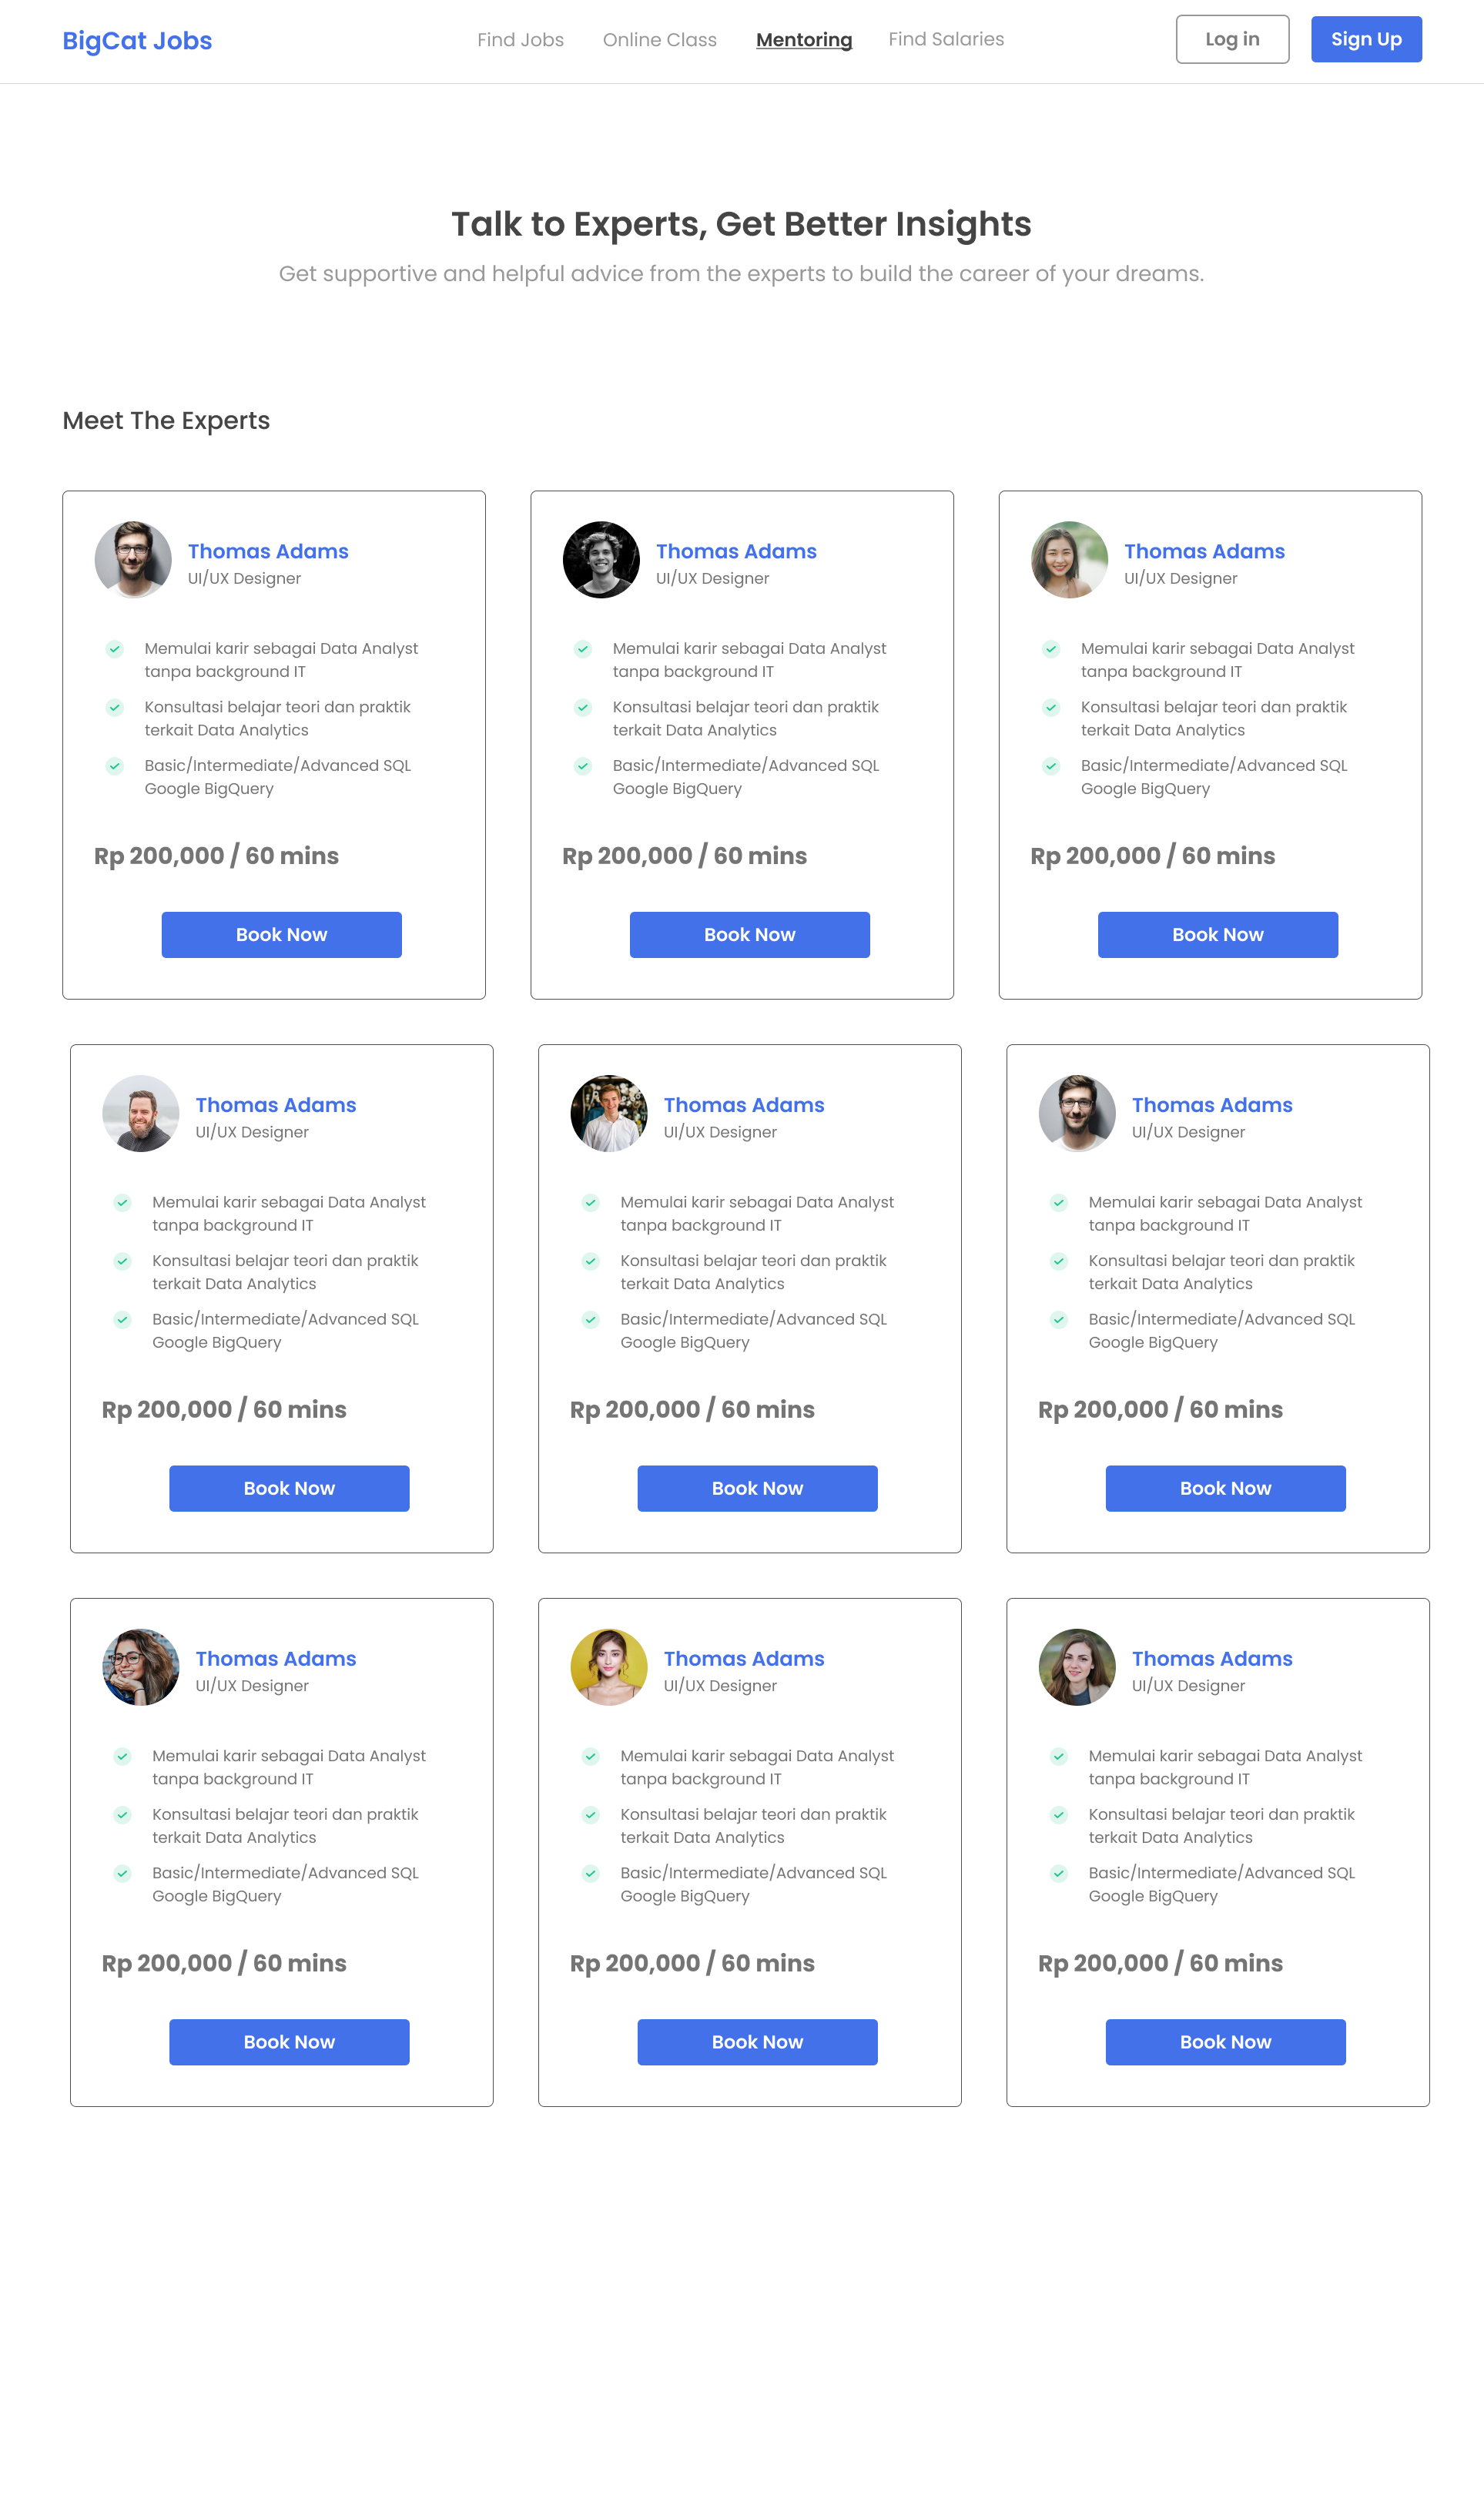 BigCat Jobs
Find Jobs
Online Class
Mentoring
Find Salaries
Log in
Sign Up
Talk to Experts, Get Better Insights
Get supportive and helpful advice from the experts to build the career of your dreams.
Meet The Experts
Thomas Adams
UI/UX Designer
Memulai karir sebagai Data Analyst
tanpa background IT
Konsultasi belajar teori dan praktik
terkait Data Analytics
Basic/Intermediate/Advanced SQL
Google BigQuery
Rp 200,000 / 60 mins
Book Now
Thomas Adams
UI/UX Designer
Memulai karir sebagai Data Analyst
tanpa background IT
Konsultasi belajar teori dan praktik
terkait Data Analytics
Basic/Intermediate/Advanced SQL
Google BigQuery
Rp 200,000 / 60 mins
Book Now
Thomas Adams
UI/UX Designer
Memulai karir sebagai Data Analyst
tanpa background IT
Konsultasi belajar teori dan praktik
terkait Data Analytics
Basic/Intermediate/Advanced SQL
Google BigQuery
Rp 200,000 / 60 mins
Book Now
Thomas Adams
UI/UX Designer
Memulai karir sebagai Data Analyst
tanpa background IT
Konsultasi belajar teori dan praktik
terkait Data Analytics
Basic/Intermediate/Advanced SQL
Google BigQuery
Rp 200,000 / 60 mins
Book Now
Thomas Adams
UI/UX Designer
Memulai karir sebagai Data Analyst
tanpa background IT
Konsultasi belajar teori dan praktik
terkait Data Analytics
Basic/Intermediate/Advanced SQL
Google BigQuery
Rp 200,000 / 60 mins
Book Now
Thomas Adams
UI/UX Designer
Memulai karir sebagai Data Analyst
tanpa background IT
Konsultasi belajar teori dan praktik
terkait Data Analytics
Basic/Intermediate/Advanced SQL
Google BigQuery
Rp 200,000 / 60 mins
Book Now
Thomas Adams
UI/UX Designer
Memulai karir sebagai Data Analyst
tanpa background IT
Konsultasi belajar teori dan praktik
terkait Data Analytics
Basic/Intermediate/Advanced SQL
Google BigQuery
Rp 200,000 / 60 mins
Book Now
Thomas Adams
UI/UX Designer
Memulai karir sebagai Data Analyst
tanpa background IT
Konsultasi belajar teori dan praktik
terkait Data Analytics
Basic/Intermediate/Advanced SQL
Google BigQuery
Rp 200,000 / 60 mins
Book Now
Thomas Adams
UI/UX Designer
Memulai karir sebagai Data Analyst
tanpa background IT
Konsultasi belajar teori dan praktik
terkait Data Analytics
Basic/Intermediate/Advanced SQL
Google BigQuery
Rp 200,000 / 60 mins
Book Now